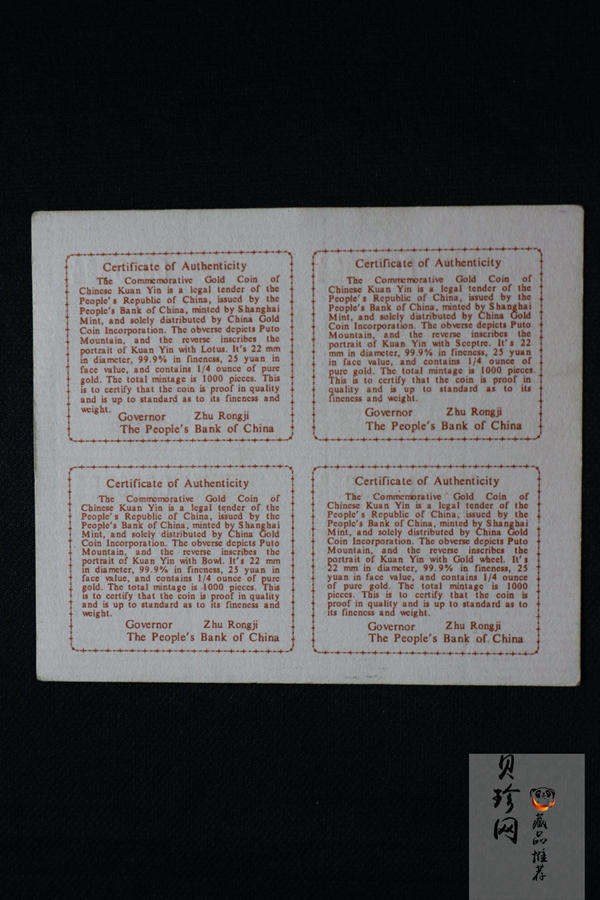 Certificate of Authenticity
The Commemorative Gold Coin of
Chinese Kuan Yin is a legal tender of the
People's Republic of China, issued by the
People's Bank of China, minted by Shanghai
Mint, and solely distributed by China Gold
Coin Incorporation. The obverse depicts Puto
Mountain, and the reverse inscribes the
portrait of Kuan Yin with Lotus. It's 22 mm
in diameter, 99.9% in fineness, 25 yuan in
face value, and contains 1/4 ounce of pure
gold. The total mintage is 1000 pieces. This
is to certify that the coin is proof in quality
and is up to standard as to its fineness and
weight.
Governor Zhu Rongji
The People's Bank of China
Certificate of Authenticity
The Commemorative Gold Coin of
Chinese Kuan Yin is a legal tender of the
People's Republic of China, issued by the
People's Bank of China, minted by Shanghai
Mint, and solely distributed by China Gold
Coin Incorporation. The obverse depicts Puto
Mountain, and the reverse inscribes the
portrait of Kuan Yin with Sceptre. It's 22
mm in diameter, 99.9% in fineness, 25 yuan
in face value, and contains 1/4 ounce of
pure gold. The total mintage is 1000 pieces.
This is to certify that the coin is proof in
quality and is up to standard as to its
fineness and weight.
Governor Zhu Rongji
The People's Bank of China
Certificate of Authenticity
The Commemorative Gold Coin of
Chinese Kuan Yin is a legal tender of the
People's Republic of China, issued by the
People's Bank of China, minted by Shanghai
Mint, and solely distributed by China Gold
Coin Incorporation. The obverse depicts Puto
Mountain, and the reverse inscribes the
portrait of Kuan Yin with Bowl. It's 22 mm
in diameter, 99.9% in fineness, 25 yuan in
face value, and contains 1/4 ounce of pure
gold. The total mintage is 1000 pieces. This
is to certify that the coin is proof in quality
and is up to standard as to its fineness and
weight.
Governor Zhu Rongji
The People's Bank of China
Certificate of Authenticity
The Commemorative Gold Coin of
Chinese Kuan Yin is a legal tender of the
People's Republic of China, issued by the
People's Bank of China, minted by Shanghai
Mint, and solely distributed by China Gold
Coin Incorporation. The obverse depicts Puto
Mountain, and the reverse inscribes the
portrait of Kuan Yin with Gold wheel. It's
22 mm in diameter, 99.9% in fineness, 25
yuan in face value, and contains 1/4 ounce
of pure gold. The total mintage is 1000
pieces. This is to certify that the coin is
proof in quality and is up to standard as to
its fineness and weight.
Governor Zhu Rongji
The People's Bank of China
贝珍网
藏品推荐